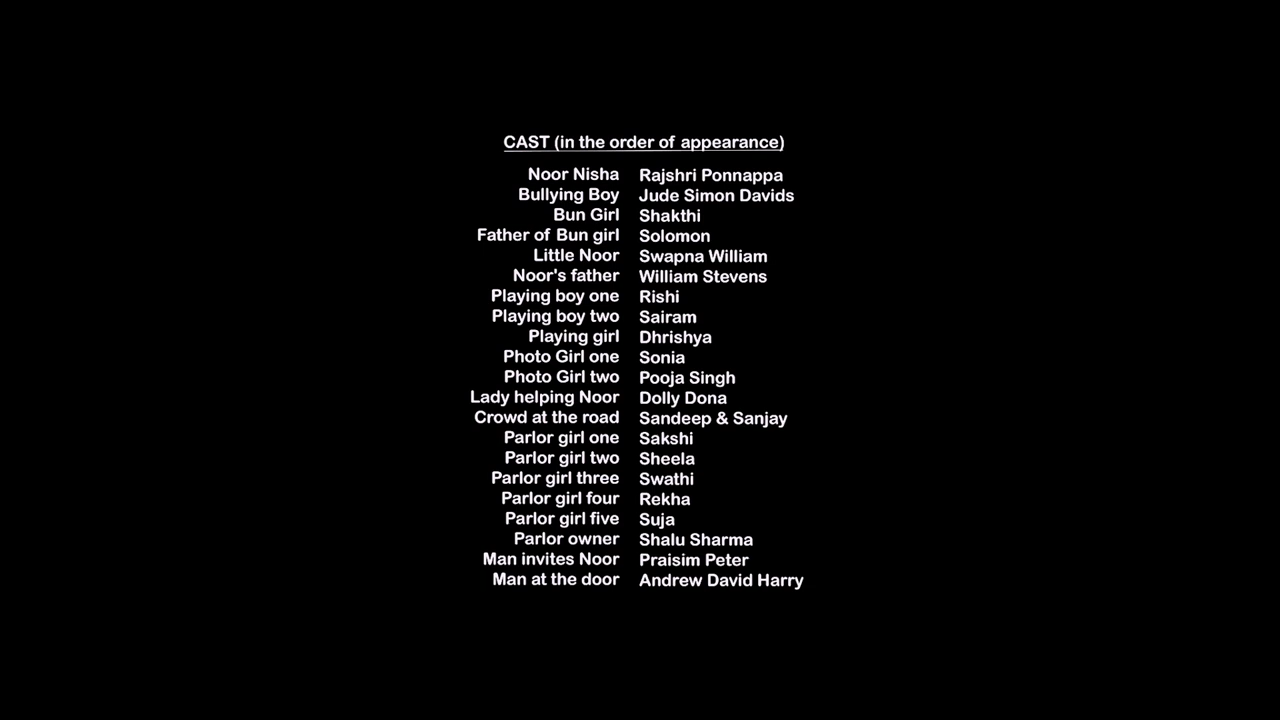 CAST (in the order of appearance)
Noor Nisha Rajshri Ponnappa
Bullying Boy Jude Simon Davids
Bun Girl Shakthi
Father of Bun girl Solomon
Little Noor Swapna William
Noor's father William Stevens
Playing boy one Rishi
Playing boy two Sairam
Playing girl Dhrishya
Photo Girl one Sonia
Photo Girl two Pooja Singh
Lady helping Noor Dolly Dona
Crowd at the road Sandeep & Sanjay
Parlor girl one Sakshi
Parlor girl two Sheela
Parlor girl three Swathi
Parlor girl four Rekha
Parlor girl five Suja
Parlor owner Shalu Sharma
Man invites Noor Praisim Peter
Man at the door Andrew David Harry